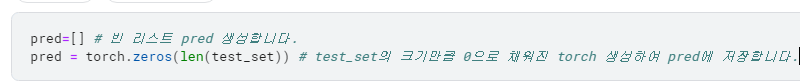 pred=[] # 빈 리스트 pred 생성합니다.
pred = torch.zeros(len(test_set)) # test_set의 크기만큼 0으로 채워진 torch 생성하여 pred에 저장합니다.